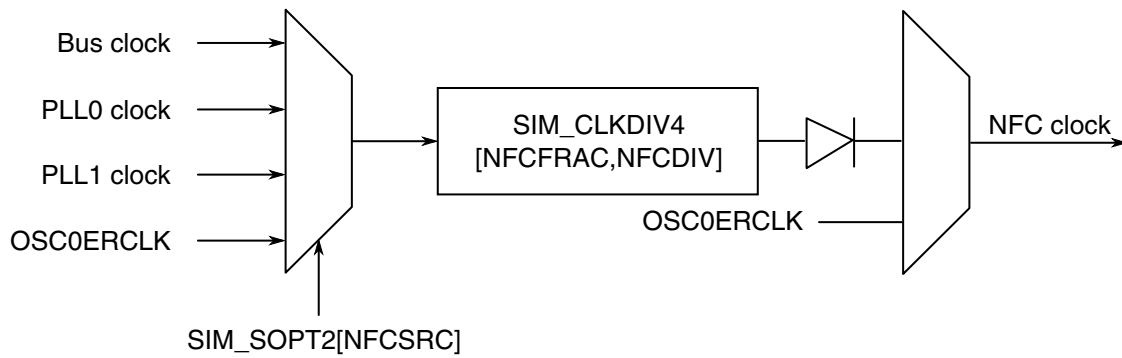 Bus clock
PLL0 clock
PLL1 clock
OSC0ERCLK
SIM_SOPT2[NFCSRC]
SIM_CLKDIV4
[NFCFRAC,NFCDIV]
OSC0ERCLK
NFC clock